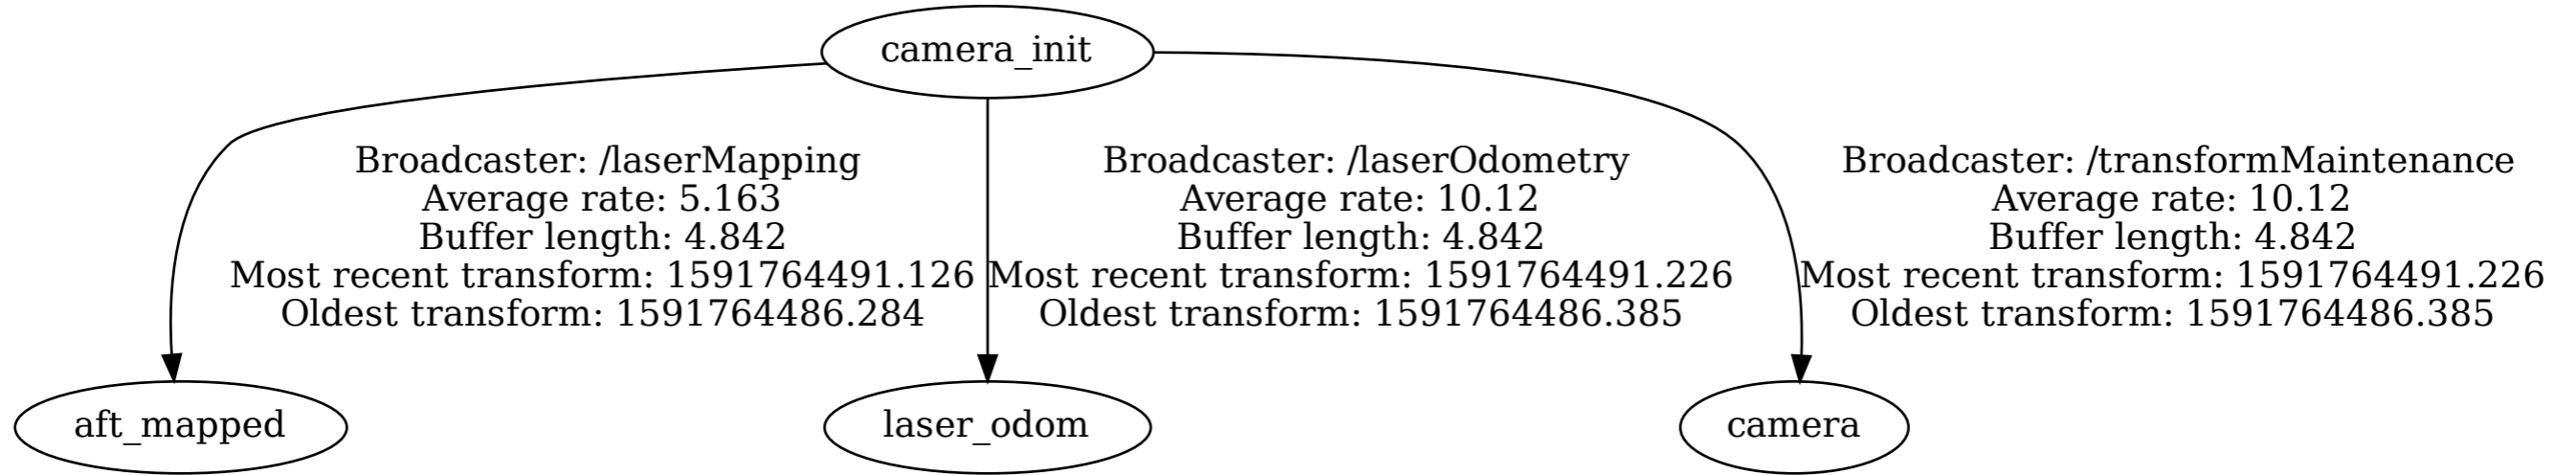 camera_init
Broadcaster: /laserMapping
Average rate: 5.163
Buffer length: 4.842
Most recent transform: 1591764491.126
Oldest transform: 1591764486.284
Broadcaster: /laserOdometry
Average rate: 10.12
Buffer length: 4.842
Most recent transform: 1591764491.226
Oldest transform: 1591764486.385
Broadcaster: /transformMaintenance
Average rate: 10.12
Buffer length: 4.842
Most recent transform: 1591764491.226
Oldest transform: 1591764486.385
aft_mapped
laser_odom
camera